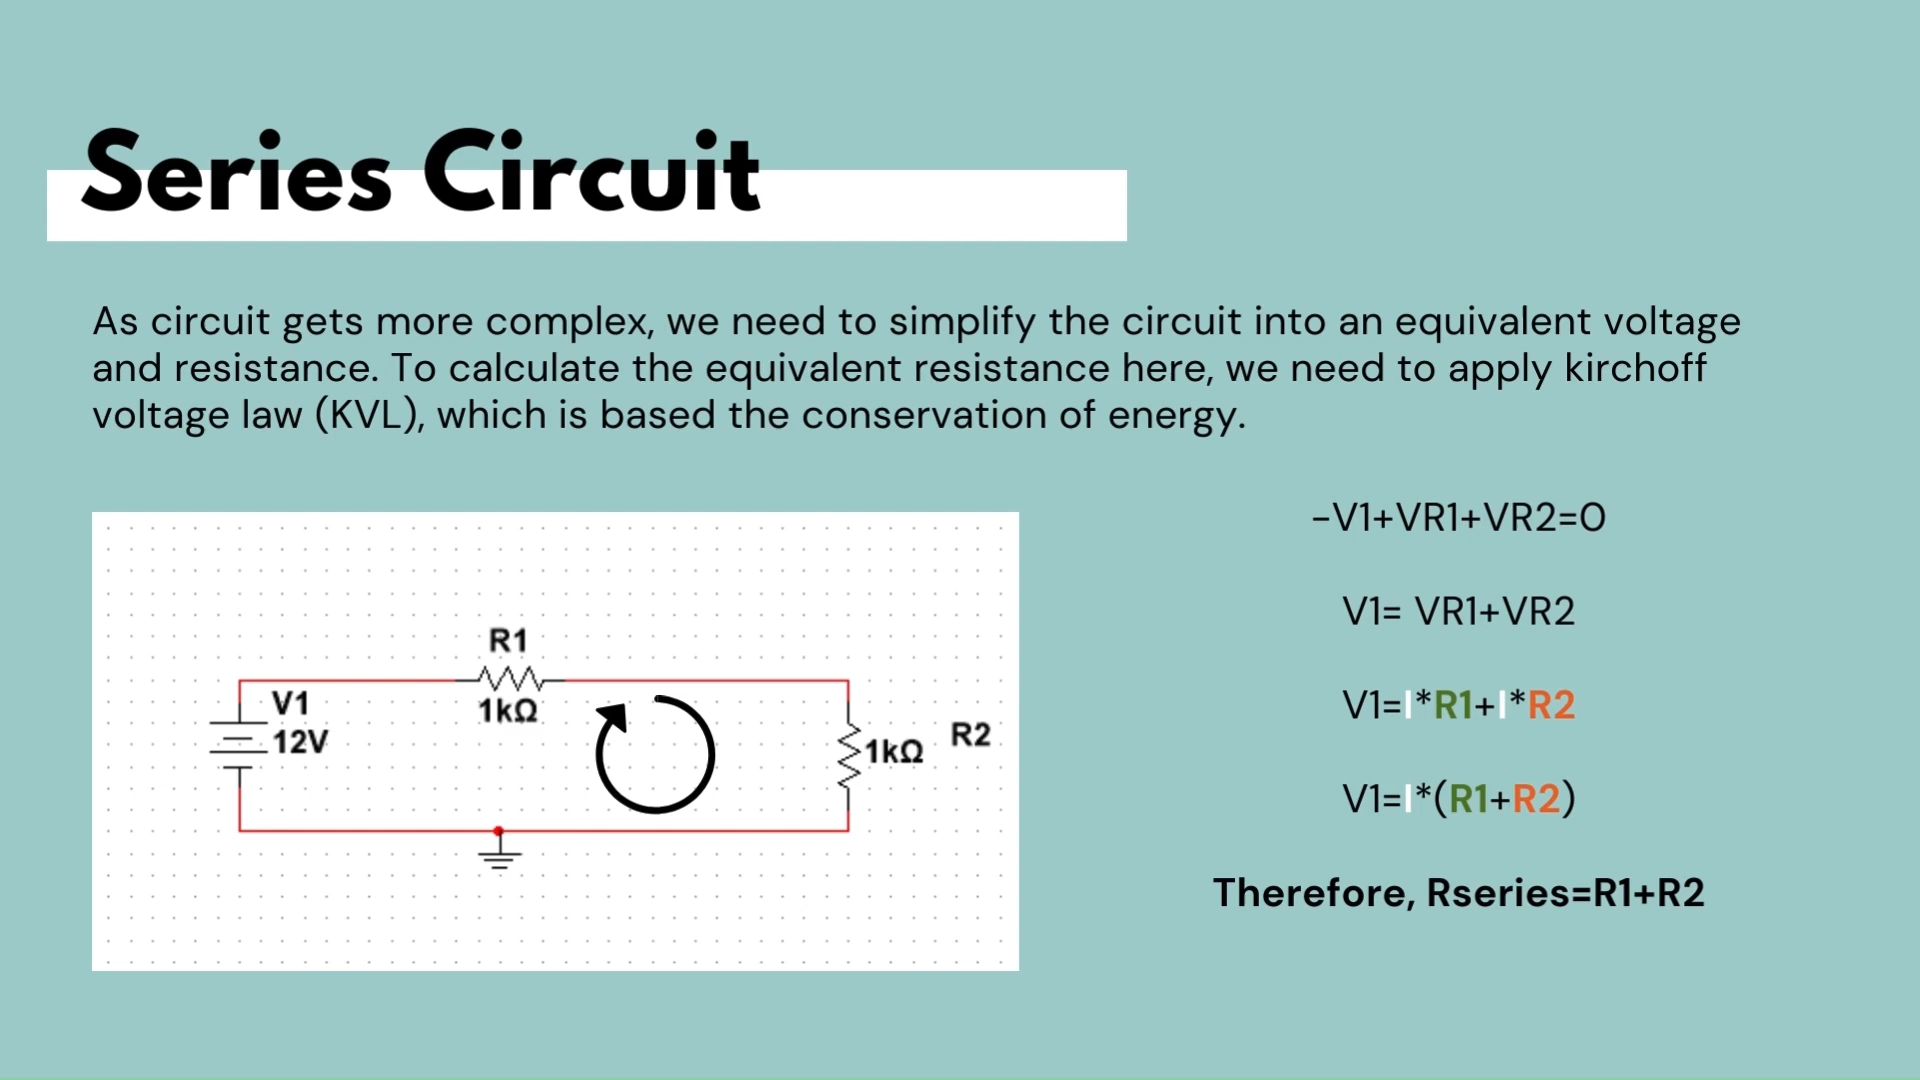 Series Circuit
As circuit gets more complex, we need to simplify the circuit into an equivalent voltage
and resistance. To calculate the equivalent resistance here, we need to apply kirchoff
voltage law (KVL), which is based the conservation of energy.
R1
1kΩ
V1
12V
1kΩ
R2
-V1+VR1+VR2=0
V1= VR1+VR2
V1=I*R1+I*R2
V1=I*(R1+R2)
Therefore, Rseries=R1+R2